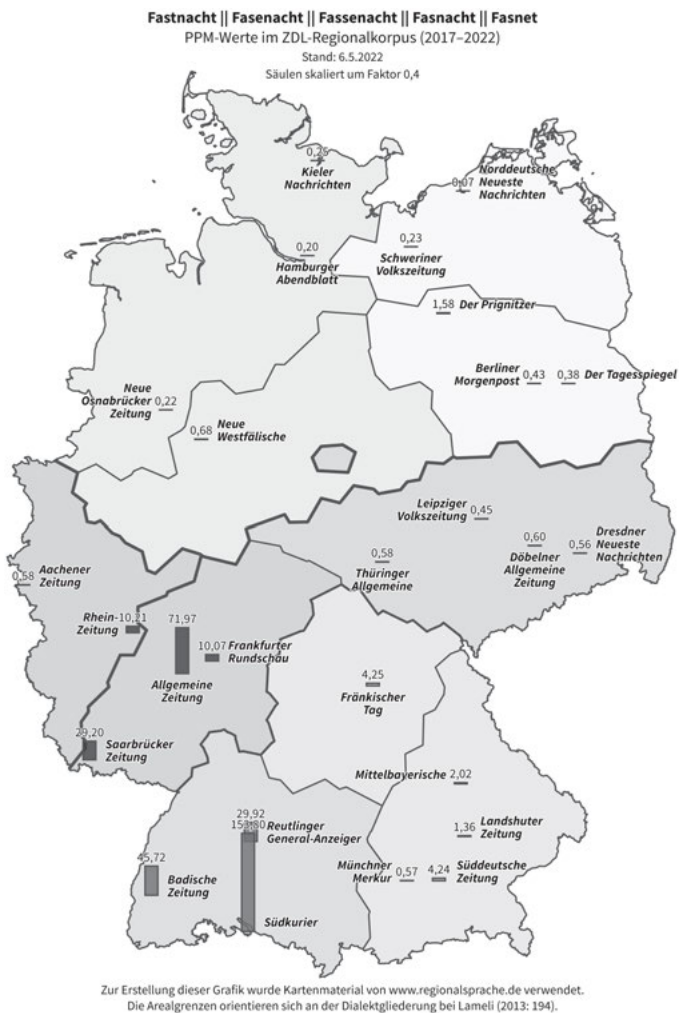 Fastnacht || Fasenacht || Fassenacht || Fasnacht || Fasnet
PPM-Werte im ZDL-Regionalkorpus (2017–2022)
Stand: 6.5.2022
Säulen skaliert um Faktor 0,4
Kieler
Nachrichten
0,07
Norddeutsche
Neueste
Nachrichten
0,20
Hamburger
Abendblatt
0,23
Schweriner
Volkszeitung
1,58 Der Prignitzer
Berliner
Morgenpost
0,43
0,38 Der Tagesspiegel
Neue
Osnabrücker
Zeitung
0,22
0,68
Neue
Westfälische
Leipziger
Volkszeitung
0,45
0,60
Döbelner
Allgemeine
Zeitung
0,56
Dresdner
Neueste
Nachrichten
0,58
Thüringer
Allgemeine
0,58
Aachener
Zeitung
Rhein-
Zeitung
10,21
71,97
Allgemeine
Zeitung
10,07
Frankfurter
Rundschau
4,25
Fränkischer
Tag
29,20
Saarbrücker
Zeitung
Mittelbayerische 2,02
29,92
Reutlinger
General-Anzeiger
1,36
Landshuter
Zeitung
45,72
Badische
Zeitung
Münchner
Merkur
0,57
4,24
Süddeutsche
Zeitung
Südkurier
Zur Erstellung dieser Grafik wurde Kartenmaterial von www.regionalsprache.de verwendet.
Die Arealgrenzen orientieren sich an der Dialektgliederung bei Lameli (2013: 194).